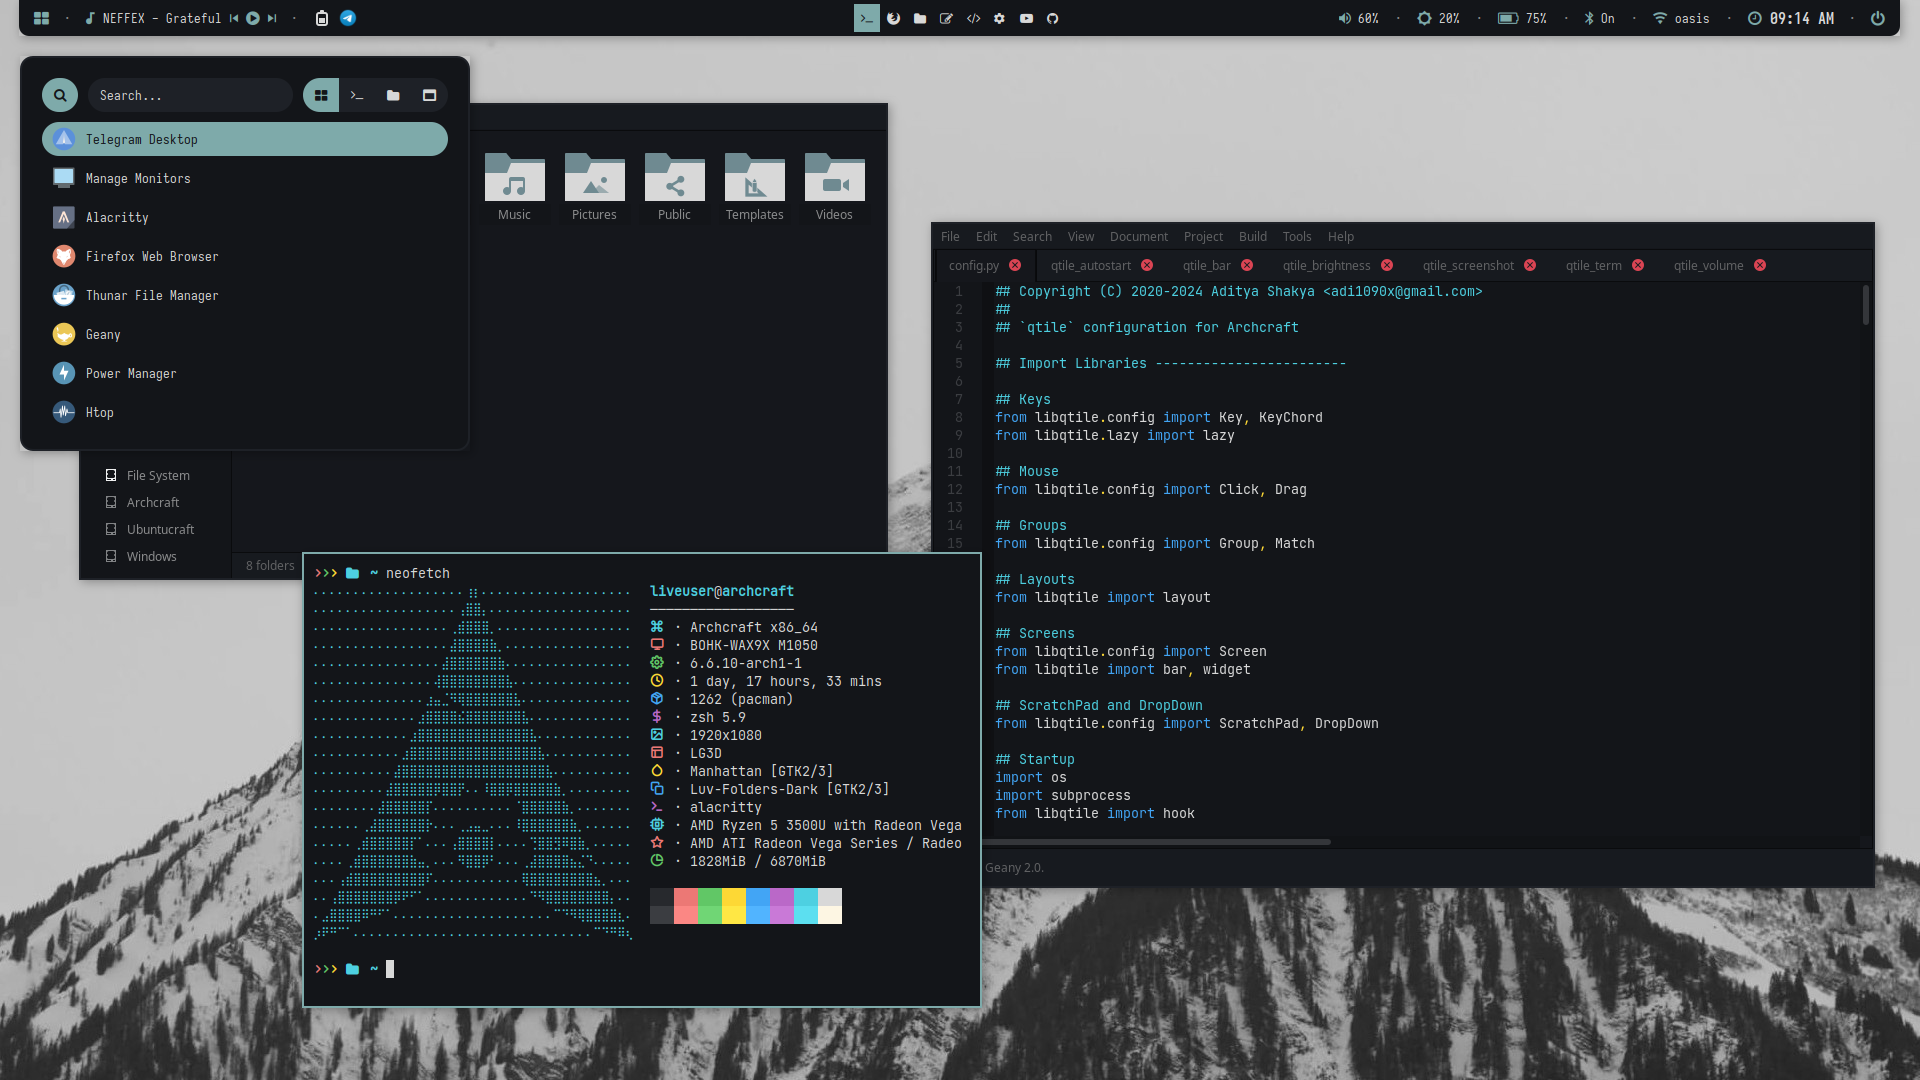 NEFFEX - Grateful
60%
20%
75%
On
oasis
09:14 AM
Search...
Telegram Desktop
Manage Monitors
Alacritty
Firefox Web Browser
Thunar File Manager
Geany
Power Manager
Htop
Music
Pictures
Public
Templates
Videos
File System
Archcraft
Ubuntucraft
Windows
8 folders
File Edit Search View Document Project Build Tools Help
config.py qtile_autostart qtile_bar qtile_brightness qtile_screenshot qtile_term qtile_volume
1 ## Copyright (C) 2020-2024 Aditya Shakya <adi1090x@gmail.com>
2 ##
3 ## `qtile` configuration for Archcraft
4
5 ## Import Libraries ------------------------
6
7 ## Keys
8 from libqtile.config import Key, KeyChord
9 from libqtile.lazy import lazy
10
11 ## Mouse
12 from libqtile.config import Click, Drag
13
14 ## Groups
15 from libqtile.config import Group, Match
## Layouts
from libqtile import layout
## Screens
from libqtile.config import Screen
from libqtile import bar, widget
## ScratchPad and DropDown
from libqtile.config import ScratchPad, DropDown
## Startup
import os
import subprocess
from libqtile import hook
Geany 2.0.
>>> ~ neofetch
liveuser@archcraft
──────────────────
· Archcraft x86_64
· BOHK-WAX9X M1050
· 6.6.10-arch1-1
· 1 day, 17 hours, 33 mins
· 1262 (pacman)
· zsh 5.9
· 1920x1080
· LG3D
· Manhattan [GTK2/3]
· Luv-Folders-Dark [GTK2/3]
· alacritty
· AMD Ryzen 5 3500U with Radeon Vega
· AMD ATI Radeon Vega Series / Radeo
· 1828MiB / 6870MiB
>>> ~